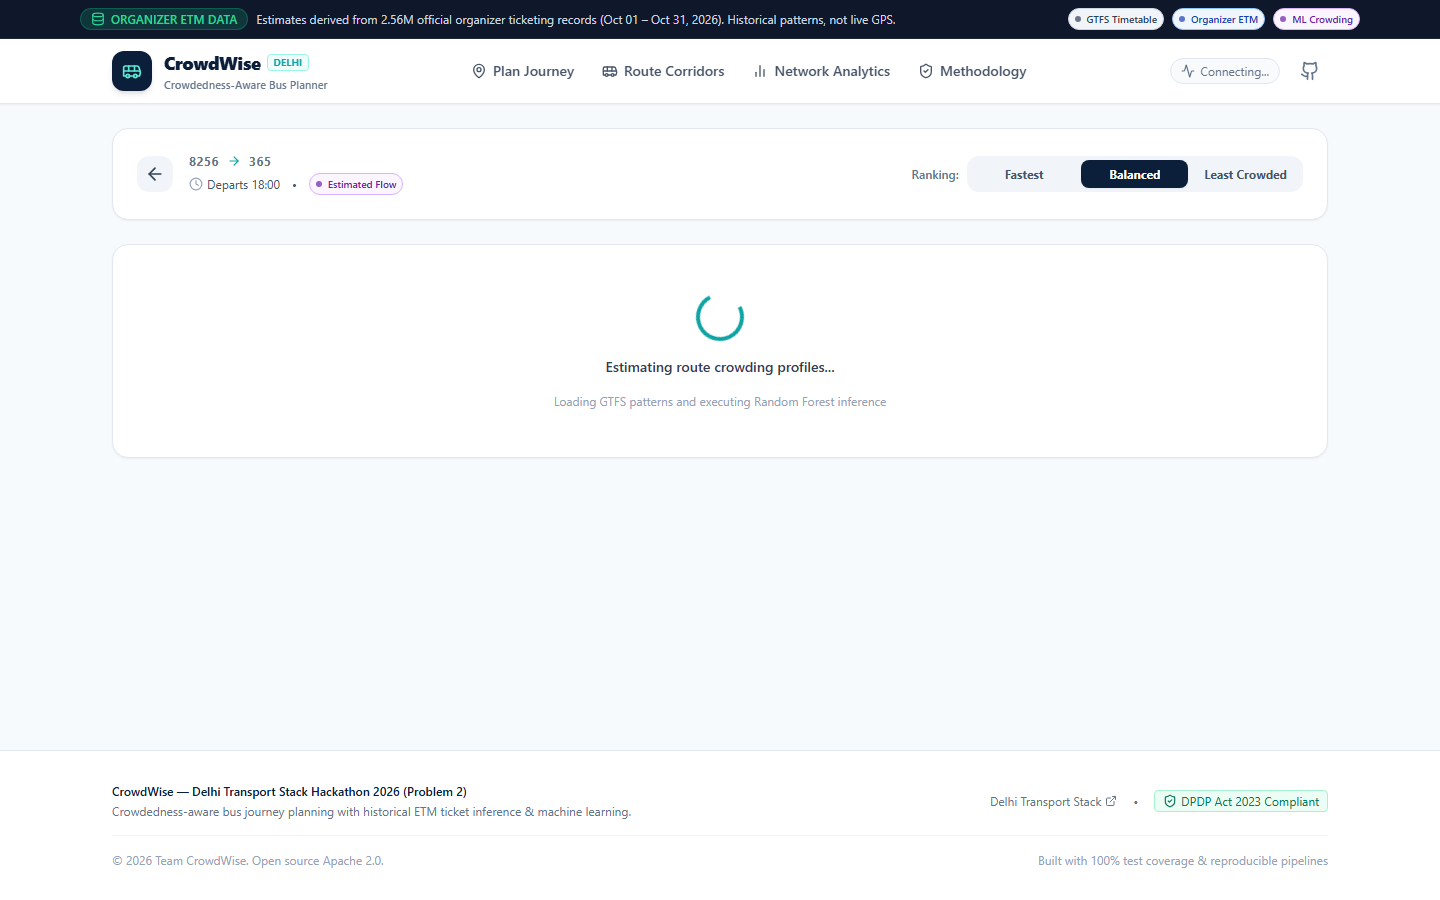 ORGANIZER ETM DATA Estimates derived from 2.56M official organizer ticketing records (Oct 01 – Oct 31, 2026). Historical patterns, not live GPS. GTFS Timetable Organizer ETM ML Crowding
CrowdWise DELHI
Crowdedness-Aware Bus Planner
Plan Journey Route Corridors Network Analytics Methodology Connecting...
8256 → 365
Departs 18:00 • Estimated Flow
Ranking: Fastest Balanced Least Crowded
Estimating route crowding profiles...
Loading GTFS patterns and executing Random Forest inference
CrowdWise — Delhi Transport Stack Hackathon 2026 (Problem 2)
Crowdedness-aware bus journey planning with historical ETM ticket inference & machine learning.
Delhi Transport Stack • DPDP Act 2023 Compliant
© 2026 Team CrowdWise. Open source Apache 2.0.
Built with 100% test coverage & reproducible pipelines